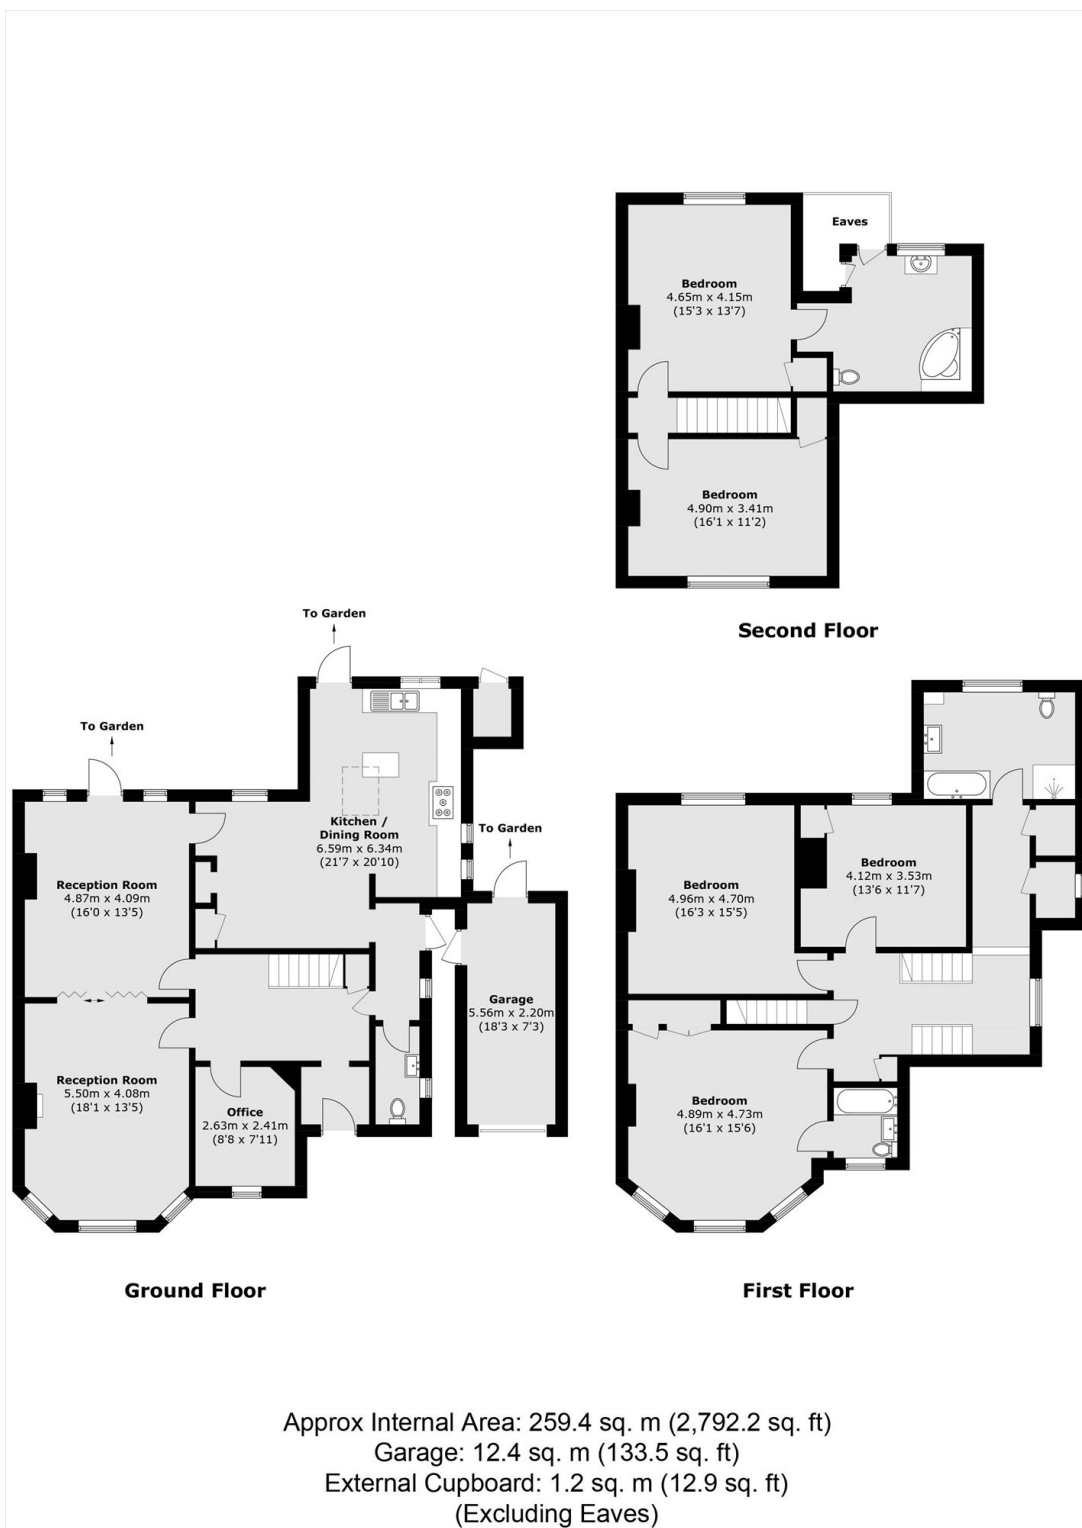 Eaves
Bedroom
4.65m x 4.15m
(15'3 x 13'7)
Bedroom
4.90m x 3.41m
(16'1 x 11'2)
Second Floor
To Garden
To Garden
Kitchen /
Dining Room
6.59m x 6.34m
(21'7 x 20'10)
To Garden
Reception Room
4.87m x 4.09m
(16'0 x 13'5)
Garage
5.56m x 2.20m
(18'3 x 7'3)
Reception Room
5.50m x 4.08m
(18'1 x 13'5)
Office
2.63m x 2.41m
(8'8 x 7'11)
Ground Floor
Bedroom
4.96m x 4.70m
(16'3 x 15'5)
Bedroom
4.12m x 3.53m
(13'6 x 11'7)
Bedroom
4.89m x 4.73m
(16'1 x 15'6)
First Floor
Approx Internal Area: 259.4 sq. m (2,792.2 sq. ft)
Garage: 12.4 sq. m (133.5 sq. ft)
External Cupboard: 1.2 sq. m (12.9 sq. ft)
(Excluding Eaves)